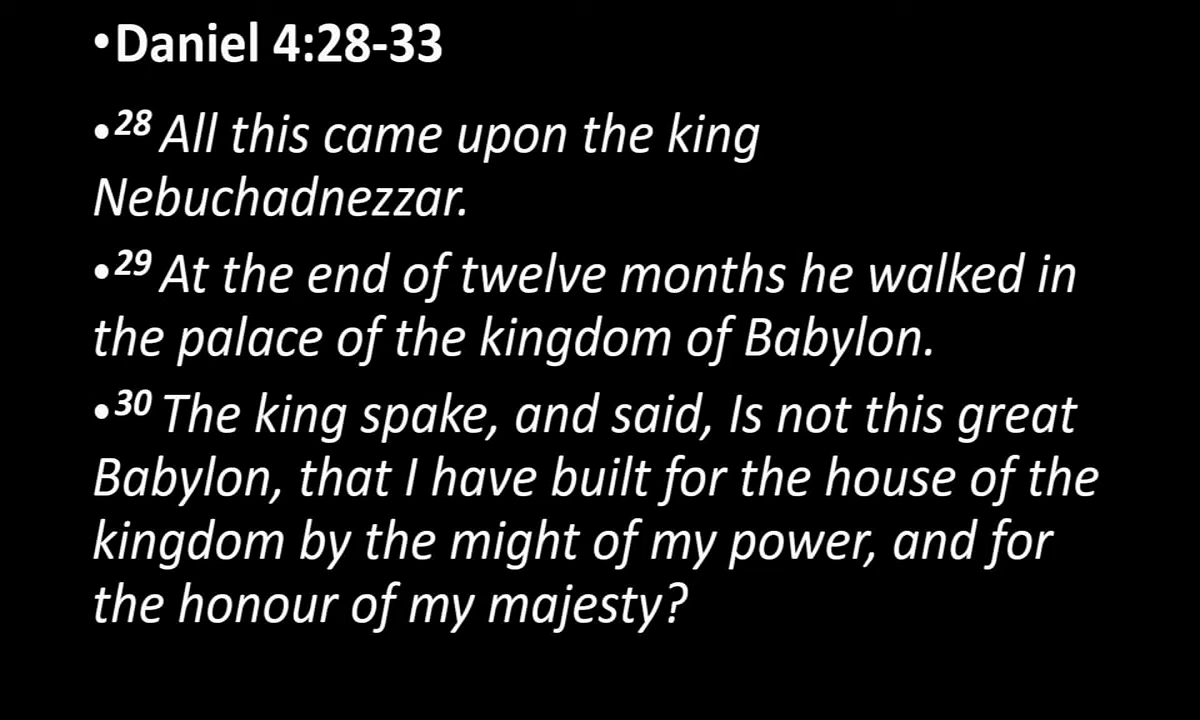 •Daniel 4:28-33
•28 All this came upon the king
Nebuchadnezzar.
•29 At the end of twelve months he walked in
the palace of the kingdom of Babylon.
•30 The king spake, and said, Is not this great
Babylon, that I have built for the house of the
kingdom by the might of my power, and for
the honour of my majesty?